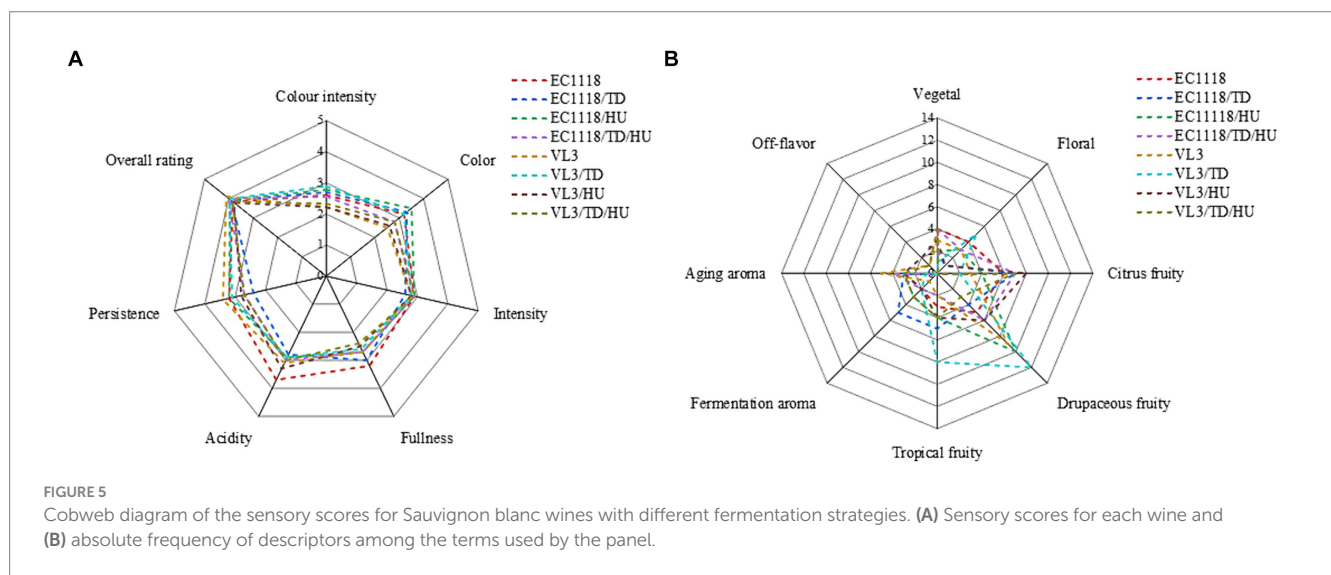 A
Colour intensity
Color
Intensity
Fullness
Acidity
Persistence
Overall rating
5
4
3
2
1
0
EC1118
EC1118/TD
EC1118/HU
EC1118/TD/HU
VL3
VL3/TD
VL3/HU
VL3/TD/HU
B
Vegetal
Floral
Citrus fruity
Drupaceous fruity
Tropical fruity
Fermentation aroma
Aging aroma
Off-flavor
14
12
10
8
6
4
2
0
EC1118
EC1118/TD
EC11118/HU
EC1118/TD/HU
VL3
VL3/TD
VL3/HU
VL3/TD/HU
FIGURE 5
Cobweb diagram of the sensory scores for Sauvignon blanc wines with different fermentation strategies. (A) Sensory scores for each wine and
(B) absolute frequency of descriptors among the terms used by the panel.